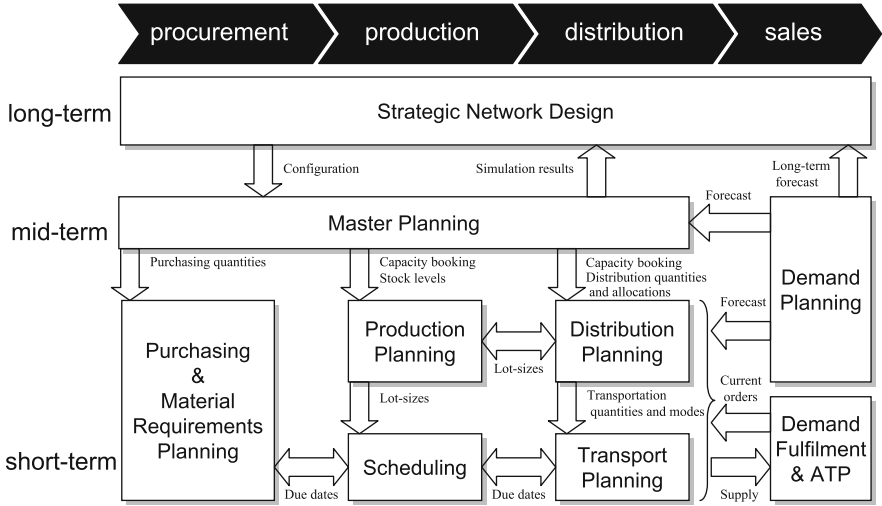 procurement
production
distribution
sales
long-term
Strategic Network Design
Configuration
Simulation results
Long-term
forecast
mid-term
Master Planning
Forecast
Demand
Planning
Purchasing quantities
Capacity booking
Stock levels
Capacity booking
Distribution quantities
and allocations
Forecast
Purchasing
&
Material
Requirements
Planning
Production
Planning
Lot-sizes
Distribution
Planning
Lot-sizes
Transportation
quantities and modes
Current
orders
short-term
Due dates
Scheduling
Due dates
Transport
Planning
Supply
Demand
Fulfilment
& ATP